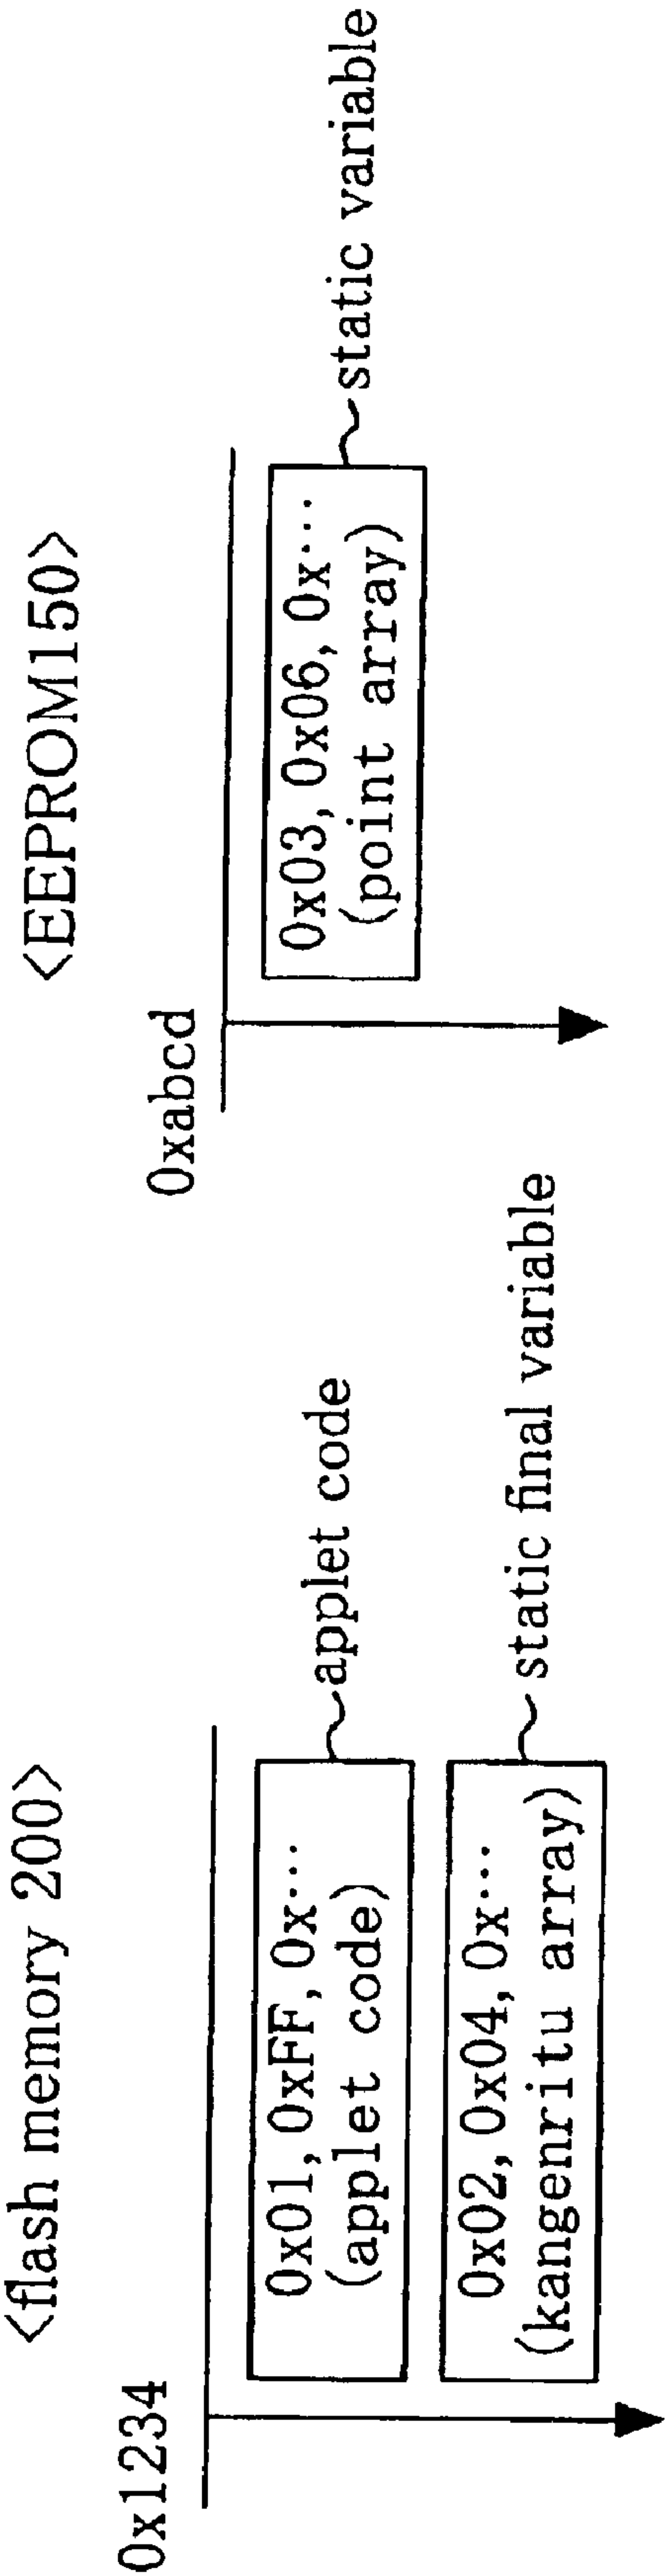 <flash memory 200>
0x1234
0x01, 0xFF, 0x···
(applet code)
applet code
0x02, 0x04, 0x···
(kangenritu array)
static final variable
<EEPROM150>
0xabcd
0x03, 0x06, 0x···
(point array)
static variable